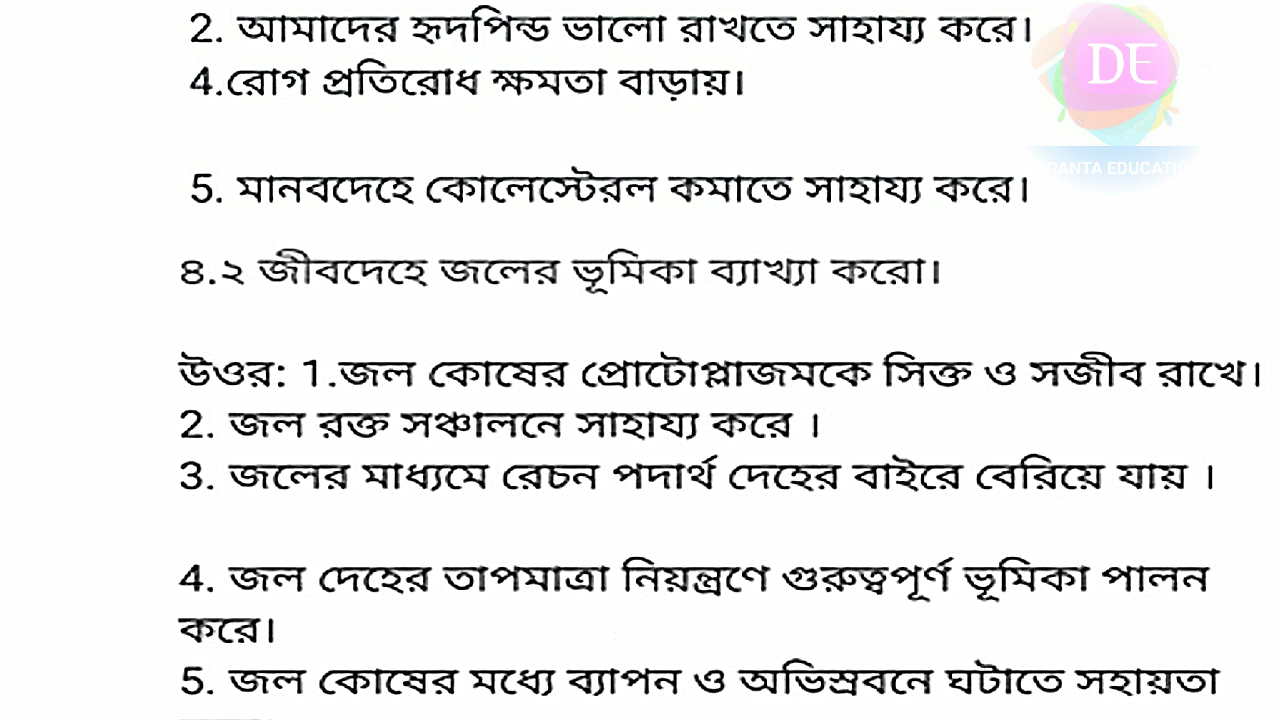 2. আমাদের হৃদপিন্ড ভালো রাখতে সাহায্য করে।
4.রোগ প্রতিরোধ ক্ষমতা বাড়ায়।
DE
GANTA EDUCATI
5. মানবদেহে কোলেস্টেরল কমাতে সাহায্য করে।
৪.২ জীবদেহে জলের ভূমিকা ব্যাখ্যা করো।
উওর: 1.জল কোষের প্রোটোপ্লাজমকে সিক্ত ও সজীব রাখে।
2. জল রক্ত সঞ্চালনে সাহায্য করে ।
3. জলের মাধ্যমে রেচন পদার্থ দেহের বাইরে বেরিয়ে যায় ।
4. জল দেহের তাপমাত্রা নিয়ন্ত্রণে গুরুত্বপূর্ণ ভূমিকা পালন
করে।
5. জল কোষের মধ্যে ব্যাপন ও অভিস্রবনে ঘটাতে সহায়তা